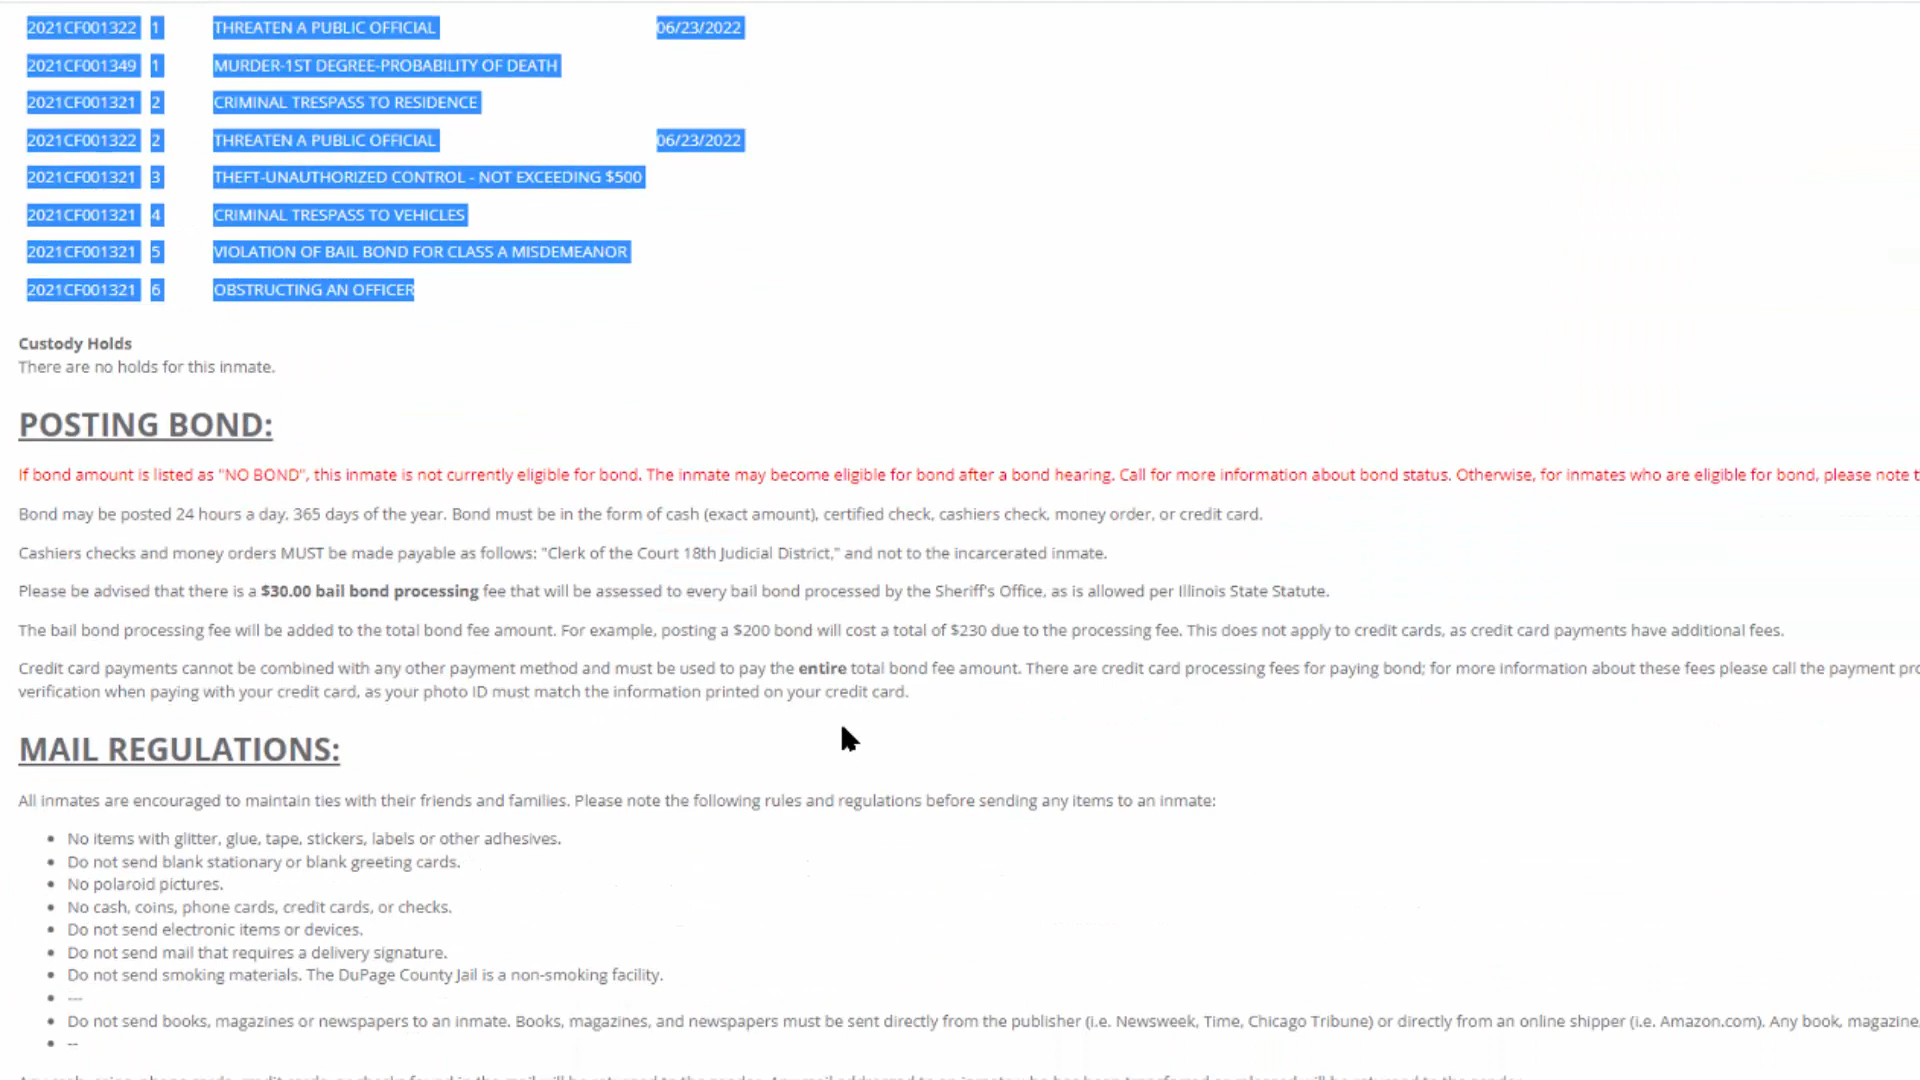 2021CF001322 1 THREATEN A PUBLIC OFFICIAL 06/23/2022
2021CF001349 1 MURDER-1ST DEGREE-PROBABILITY OF DEATH
2021CF001321 2 CRIMINAL TRESPASS TO RESIDENCE
2021CF001322 2 THREATEN A PUBLIC OFFICIAL 06/23/2022
2021CF001321 3 THEFT-UNAUTHORIZED CONTROL - NOT EXCEEDING $500
2021CF001321 4 CRIMINAL TRESPASS TO VEHICLES
2021CF001321 5 VIOLATION OF BAIL BOND FOR CLASS A MISDEMEANOR
2021CF001321 6 OBSTRUCTING AN OFFICER
Custody Holds
There are no holds for this inmate.
POSTING BOND:
If bond amount is listed as "NO BOND", this inmate is not currently eligible for bond. The inmate may become eligible for bond after a bond hearing. Call for more information about bond status. Otherwise, for inmates who are eligible for bond, please note t
Bond may be posted 24 hours a day, 365 days of the year. Bond must be in the form of cash (exact amount), certified check, cashiers check, money order, or credit card.
Cashiers checks and money orders MUST be made payable as follows: "Clerk of the Court 18th Judicial District," and not to the incarcerated inmate.
Please be advised that there is a $30.00 bail bond processing fee that will be assessed to every bail bond processed by the Sheriff's Office, as is allowed per Illinois State Statute.
The bail bond processing fee will be added to the total bond fee amount. For example, posting a $200 bond will cost a total of $230 due to the processing fee. This does not apply to credit cards, as credit card payments have additional fees.
Credit card payments cannot be combined with any other payment method and must be used to pay the entire total bond fee amount. There are credit card processing fees for paying bond; for more information about these fees please call the payment pro
verification when paying with your credit card, as your photo ID must match the information printed on your credit card.
MAIL REGULATIONS:
All inmates are encouraged to maintain ties with their friends and families. Please note the following rules and regulations before sending any items to an inmate:
• No items with glitter, glue, tape, stickers, labels or other adhesives.
• Do not send blank stationary or blank greeting cards.
• No polaroid pictures.
• No cash, coins, phone cards, credit cards, or checks.
• Do not send electronic items or devices.
• Do not send mail that requires a delivery signature.
• Do not send smoking materials. The DuPage County Jail is a non-smoking facility.
• ---
• Do not send books, magazines or newspapers to an inmate. Books, magazines, and newspapers must be sent directly from the publisher (i.e. Newsweek, Time, Chicago Tribune) or directly from an online shipper (i.e. Amazon.com). Any book, magazine
• --